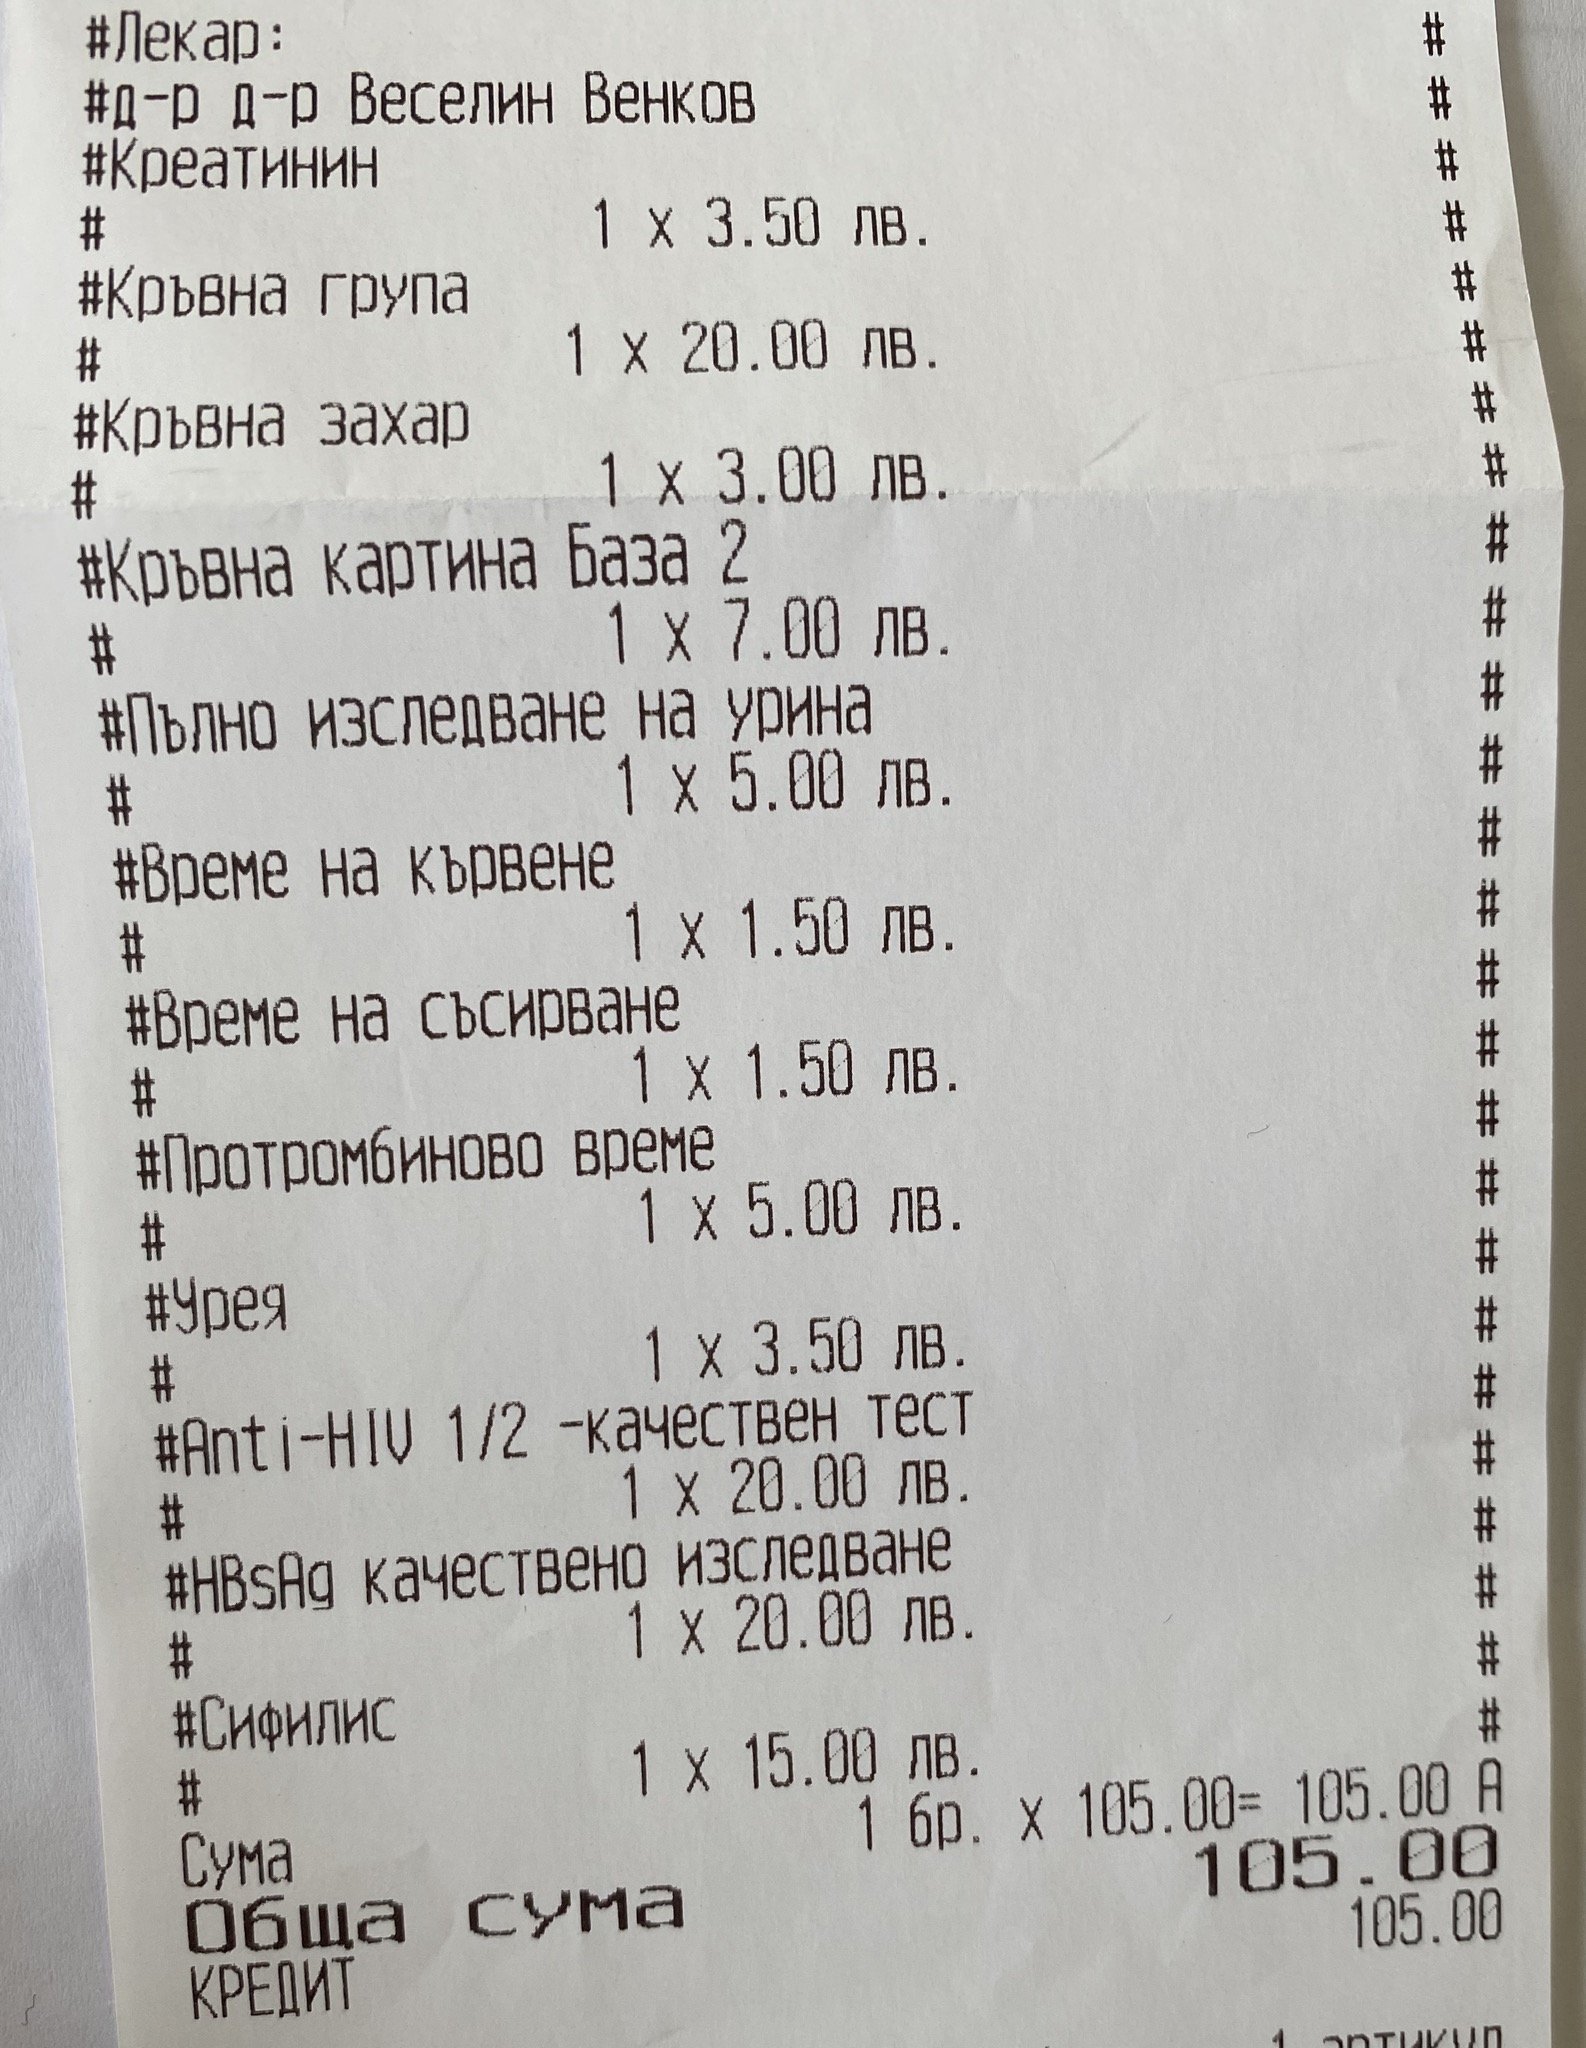 #Лекар: #
#д-р д-р Веселин Венков #
#Креатинин #
# 1 x 3.50 лв. #
#Кръвна група #
# 1 x 20.00 лв. #
#Кръвна захар #
# 1 x 3.00 лв. #
#Кръвна картина База 2 #
# 1 x 7.00 лв. #
#Пълно изследване на урина #
# 1 x 5.00 лв. #
#Време на кървене #
# 1 x 1.50 лв. #
#Време на съсирване #
# 1 x 1.50 лв. #
#Протромбиново време #
# 1 x 5.00 лв. #
#Урея #
# 1 x 3.50 лв. #
#Anti-HIV 1/2 -качествен тест #
# 1 x 20.00 лв. #
#HBsAg качествено изследване #
# 1 x 20.00 лв. #
#Сифилис #
# 1 x 15.00 лв. #
1 бр. x 105.00= 105.00 А
Сума 105.00
Обща сума 105.00
КРЕДИТ
1 артикул